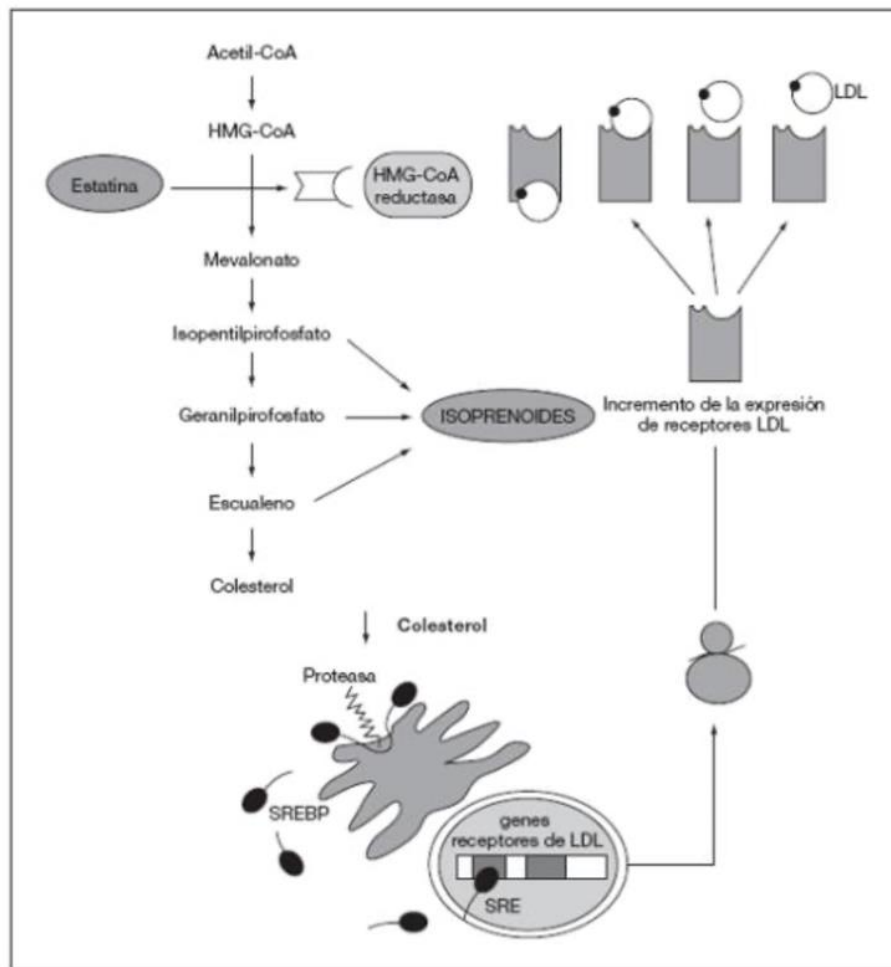 Acetil-CoA
HMG-CoA
Estatina
HMG-CoA
reductasa
LDL
Mevalonato
Isopentilpirofosfato
Geranilpirofosfato
ISOPRENOIDES
Incremento de la expresión
de receptores LDL
Escualeno
Colesterol
Colesterol
Proteasa
SREBP
genes
receptores de LDL
SRE